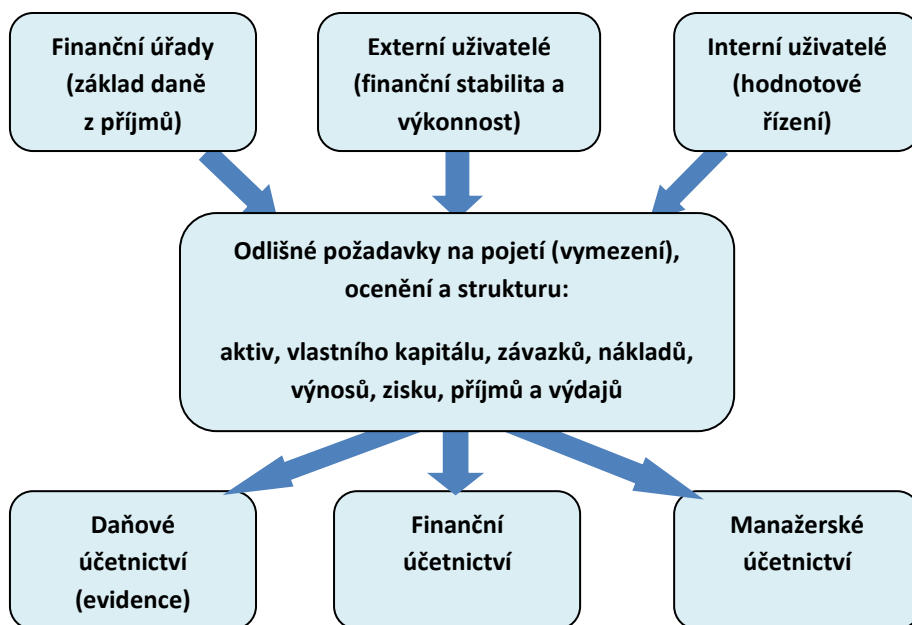 Finanční úřady
(základ daně
z příjmů)
Externí uživatelé
(finanční stabilita a
výkonnost)
Interní uživatelé
(hodnotové
řízení)
Odlišné požadavky na pojetí (vymezení),
ocenění a strukturu:
aktiv, vlastního kapitálu, závazků, nákladů,
výnosů, zisku, příjmů a výdajů
Daňové
účetnictví
(evidence)
Finanční
účetnictví
Manažerské
účetnictví